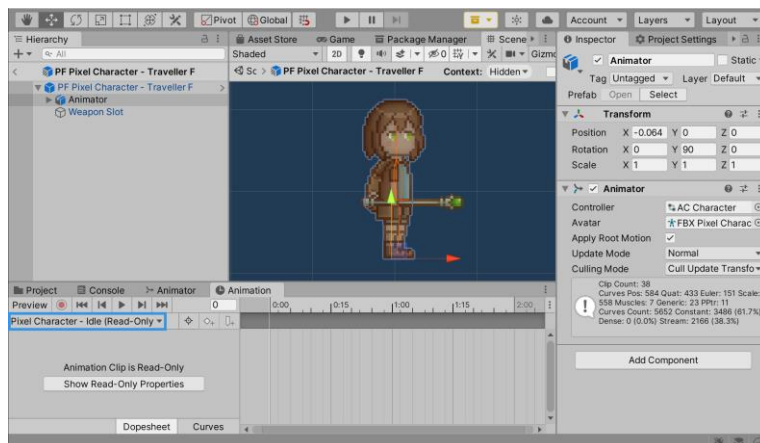 Pivot Global Account Layers Layout
Hierarchy
All
PF Pixel Character - Traveller F
PF Pixel Character - Traveller F
Animator
Weapon Slot
Asset Store Game Package Manager Scene
Shaded 2D 0 Gizmo
Sc PF Pixel Character - Traveller F Context: Hidden
Inspector Project Settings
Animator Static
Tag Untagged Layer Default
Prefab Open Select
Transform
Position X -0.064 Y 0 Z 0
Rotation X 0 Y 90 Z 0
Scale X 1 Y 1 Z 1
Animator
Controller AC Character
Avatar FBX Pixel Charac
Apply Root Motion
Update Mode Normal
Culling Mode Cull Update Transfo
Clip Count: 38
Curves Pos: 584 Quat: 433 Euler: 151 Scale:
558 Muscles: 7 Generic: 23 PPtr: 11
Curves Count: 5652 Constant: 3486 (61.7%)
Dense: 0 (0.0%) Stream: 2166 (38.3%)
Add Component
Project Console Animator Animation
Preview 0 0:00 0:15 1:00 1:15 2:00
Pixel Character - Idle (Read-Only
Animation Clip is Read-Only
Show Read-Only Properties
Dopesheet Curves